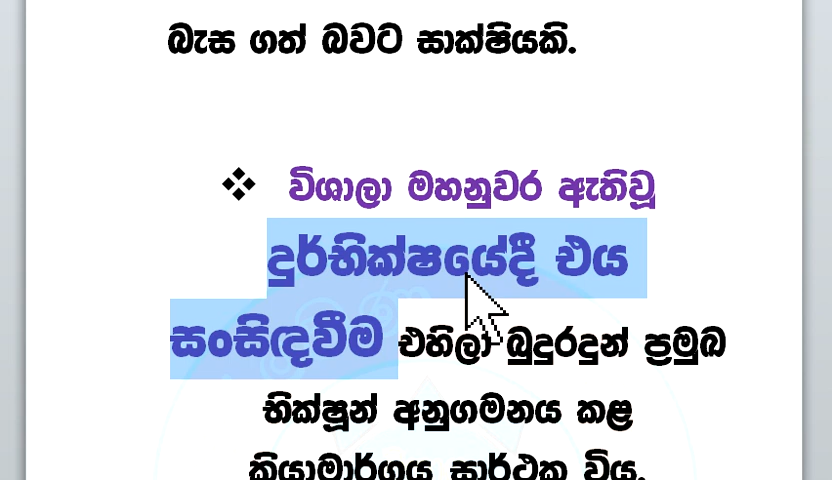 බැස ගත් බවට සාක්ෂියකි.
❖ විශාලා මහනුවර ඇතිවූ
දුර්භික්ෂයේදී එය
සංසිඳවීම එහිලා බුදුරදුන් ප්‍රමුඛ
භික්ෂූන් අනුගමනය කළ
ක්‍රියාමාර්ගය සාර්ථක විය.